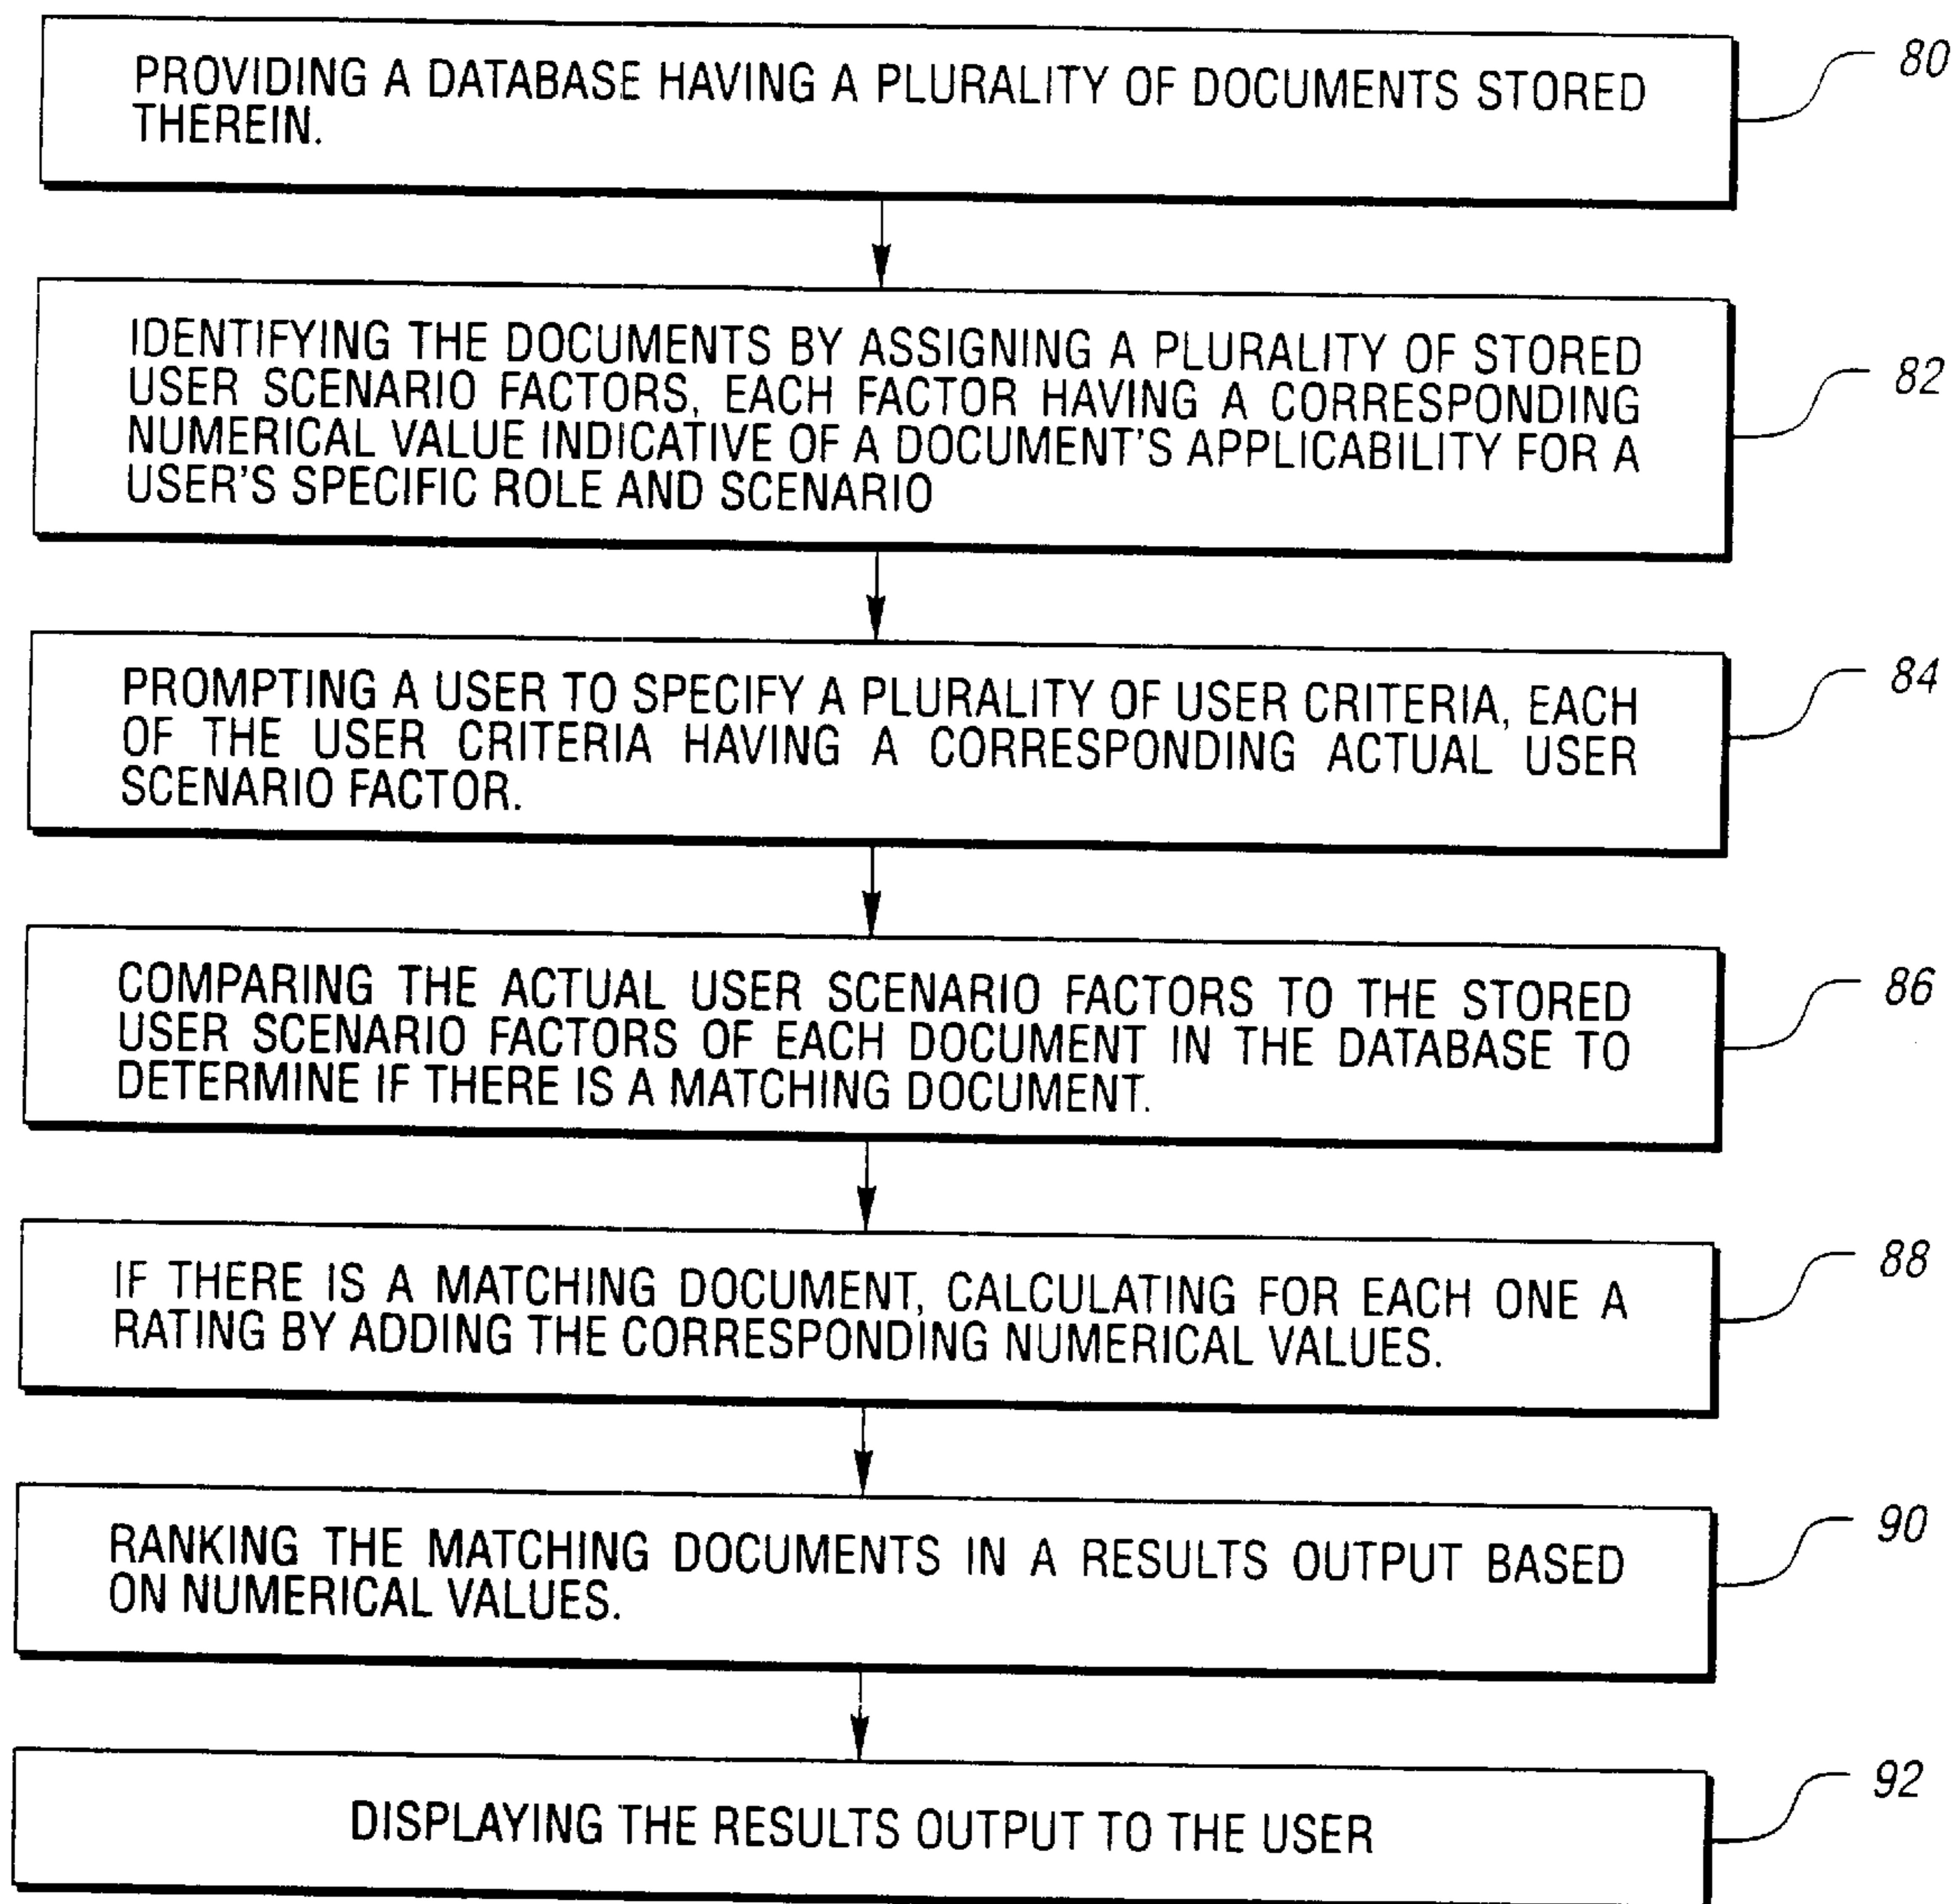 PROVIDING A DATABASE HAVING A PLURALITY OF DOCUMENTS STORED
THEREIN.
80
IDENTIFYING THE DOCUMENTS BY ASSIGNING A PLURALITY OF STORED
USER SCENARIO FACTORS, EACH FACTOR HAVING A CORRESPONDING
NUMERICAL VALUE INDICATIVE OF A DOCUMENT'S APPLICABILITY FOR A
USER'S SPECIFIC ROLE AND SCENARIO
82
PROMPTING A USER TO SPECIFY A PLURALITY OF USER CRITERIA, EACH
OF THE USER CRITERIA HAVING A CORRESPONDING ACTUAL USER
SCENARIO FACTOR.
84
COMPARING THE ACTUAL USER SCENARIO FACTORS TO THE STORED
USER SCENARIO FACTORS OF EACH DOCUMENT IN THE DATABASE TO
DETERMINE IF THERE IS A MATCHING DOCUMENT.
86
IF THERE IS A MATCHING DOCUMENT, CALCULATING FOR EACH ONE A
RATING BY ADDING THE CORRESPONDING NUMERICAL VALUES.
88
RANKING THE MATCHING DOCUMENTS IN A RESULTS OUTPUT BASED
ON NUMERICAL VALUES.
90
DISPLAYING THE RESULTS OUTPUT TO THE USER
92